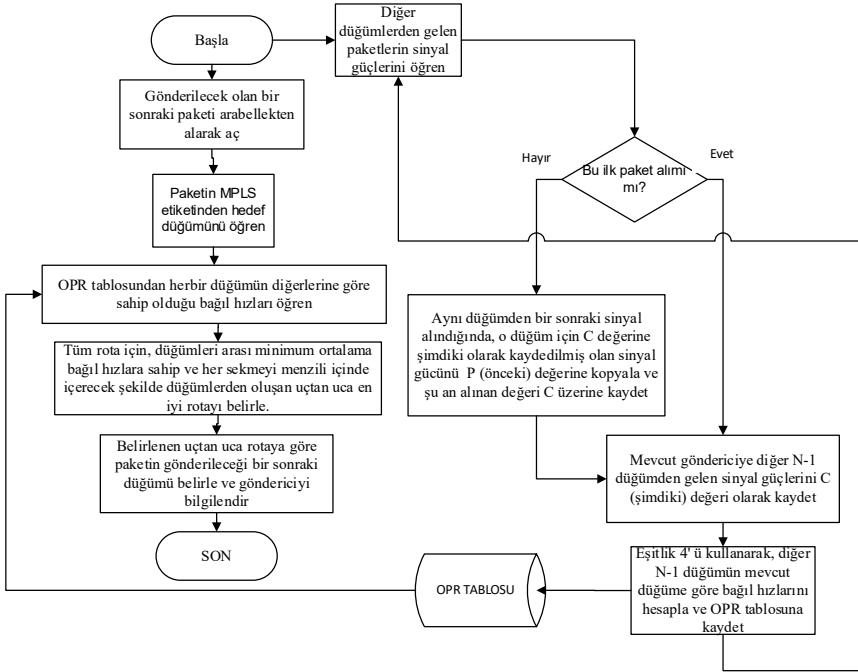 Başla
Gönderilecek olan bir
sonraki paketi arabellekten
alarak aç
Paketin MPLS
etiketinden hedef
düğümünü öğren
OPR tablosundan herbir düğümün diğerlerine göre
sahip olduğu bağıl hızları öğren
Tüm rota için, düğümleri arası minimum ortalama
bağıl hızlara sahip ve her sekmeyi menzili içinde
içerecek şekilde düğümlerden oluşan uçtan uca en
iyi rotayı belirle.
Belirlenen uçtan uca rotaya göre
paketin gönderileceği bir sonraki
düğümü belirle ve göndericiyi
bilgilendir
SON
Diğer
düğümlerden gelen
paketlerin sinyal
güçlerini öğren
Bu ilk paket alımı
mı?
Hayır
Evet
Aynı düğümden bir sonraki sinyal
alındığında, o düğüm için C değerine
şimdiki olarak kaydedilmiş olan sinyal
gücünü P (önceki) değerine kopyala ve
şu an alınan değeri C üzerine kaydet
Mevcut göndericiye diğer N-1
düğümden gelen sinyal güçlerini C
(şimdiki) değeri olarak kaydet
Eşitlik 4' ü kullanarak, diğer
N-1 düğümün mevcut
düğüme göre bağıl hızlarını
hesapla ve OPR tablosuna
kaydet
OPR TABLOSU